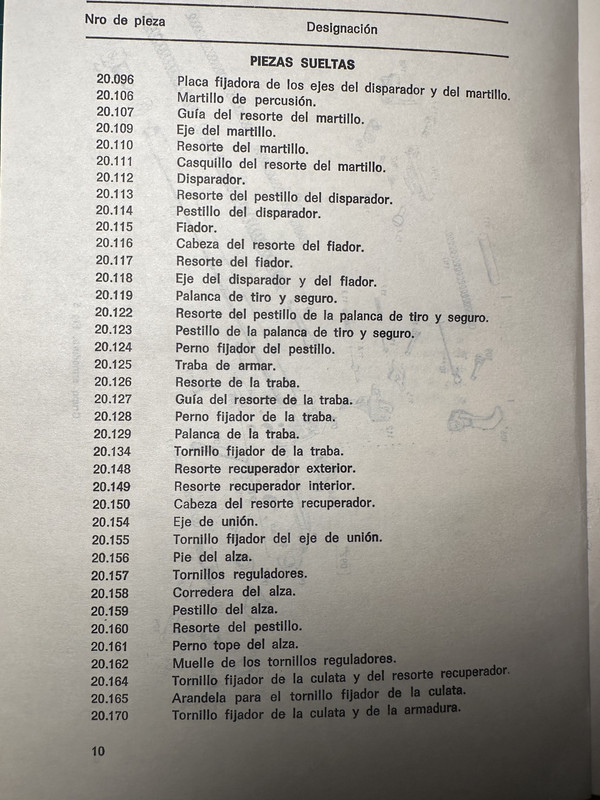 Nro de pieza Designación
PIEZAS SUELTAS
20.096 Placa fijadora de los ejes del disparador y del martillo.
20.106 Martillo de percusión.
20.107 Guía del resorte del martillo.
20.109 Eje del martillo.
20.110 Resorte del martillo.
20.111 Casquillo del resorte del martillo.
20.112 Disparador.
20.113 Resorte del pestillo del disparador.
20.114 Pestillo del disparador.
20.115 Fiador.
20.116 Cabeza del resorte del fiador.
20.117 Resorte del fiador.
20.118 Eje del disparador y del fiador.
20.119 Palanca de tiro y seguro.
20.122 Resorte del pestillo de la palanca de tiro y seguro.
20.123 Pestillo de la palanca de tiro y seguro.
20.124 Perno fijador del pestillo.
20.125 Traba de armar.
20.126 Resorte de la traba.
20.127 Guía del resorte de la traba.
20.128 Perno fijador de la traba.
20.129 Palanca de la traba.
20.134 Tornillo fijador de la traba.
20.148 Resorte recuperador exterior.
20.149 Resorte recuperador interior.
20.150 Cabeza del resorte recuperador.
20.154 Eje de unión.
20.155 Tornillo fijador del eje de unión.
20.156 Pie del alza.
20.157 Tornillos reguladores.
20.158 Corredera del alza.
20.159 Pestillo del alza.
20.160 Resorte del pestillo.
20.161 Perno tope del alza.
20.162 Muelle de los tornillos reguladores.
20.164 Tornillo fijador de la culata y del resorte recuperador.
20.165 Arandela para el tornillo fijador de la culata.
20.170 Tornillo fijador de la culata y de la armadura.
10